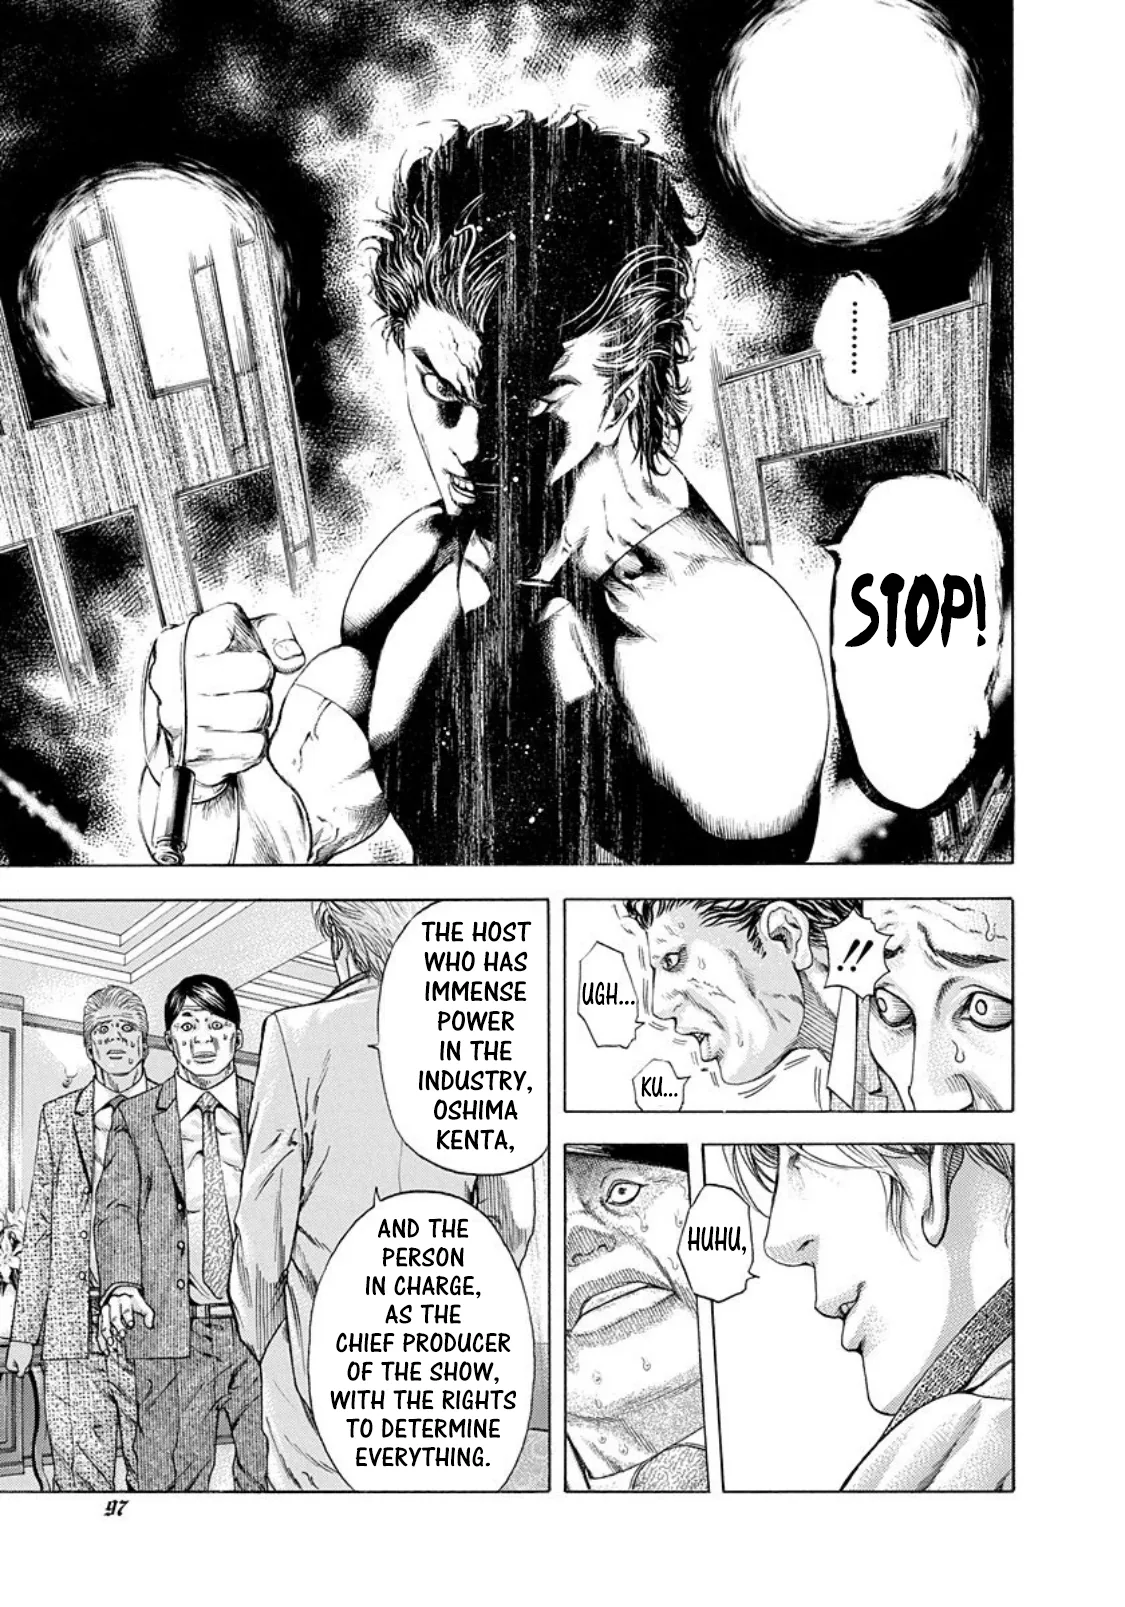 ..........
STOP!
!!
UGH...
KU...
HUHU,
THE HOST
WHO HAS
IMMENSE
POWER
IN THE
INDUSTRY,
OSHIMA
KENTA,
AND THE
PERSON
IN CHARGE,
AS THE
CHIEF PRODUCER
OF THE SHOW,
WITH THE RIGHTS
TO DETERMINE
EVERYTHING.
97